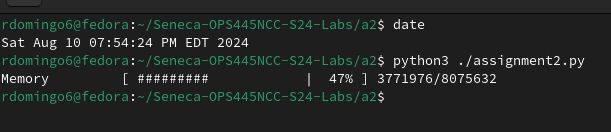 rdomingo6@fedora:~/Seneca-OPS445NCC-S24-Labs/a2$ date
Sat Aug 10 07:54:24 PM EDT 2024
rdomingo6@fedora:~/Seneca-OPS445NCC-S24-Labs/a2$ python3 ./assignment2.py
Memory         [ #########            |  47% ] 3771976/8075632
rdomingo6@fedora:~/Seneca-OPS445NCC-S24-Labs/a2$